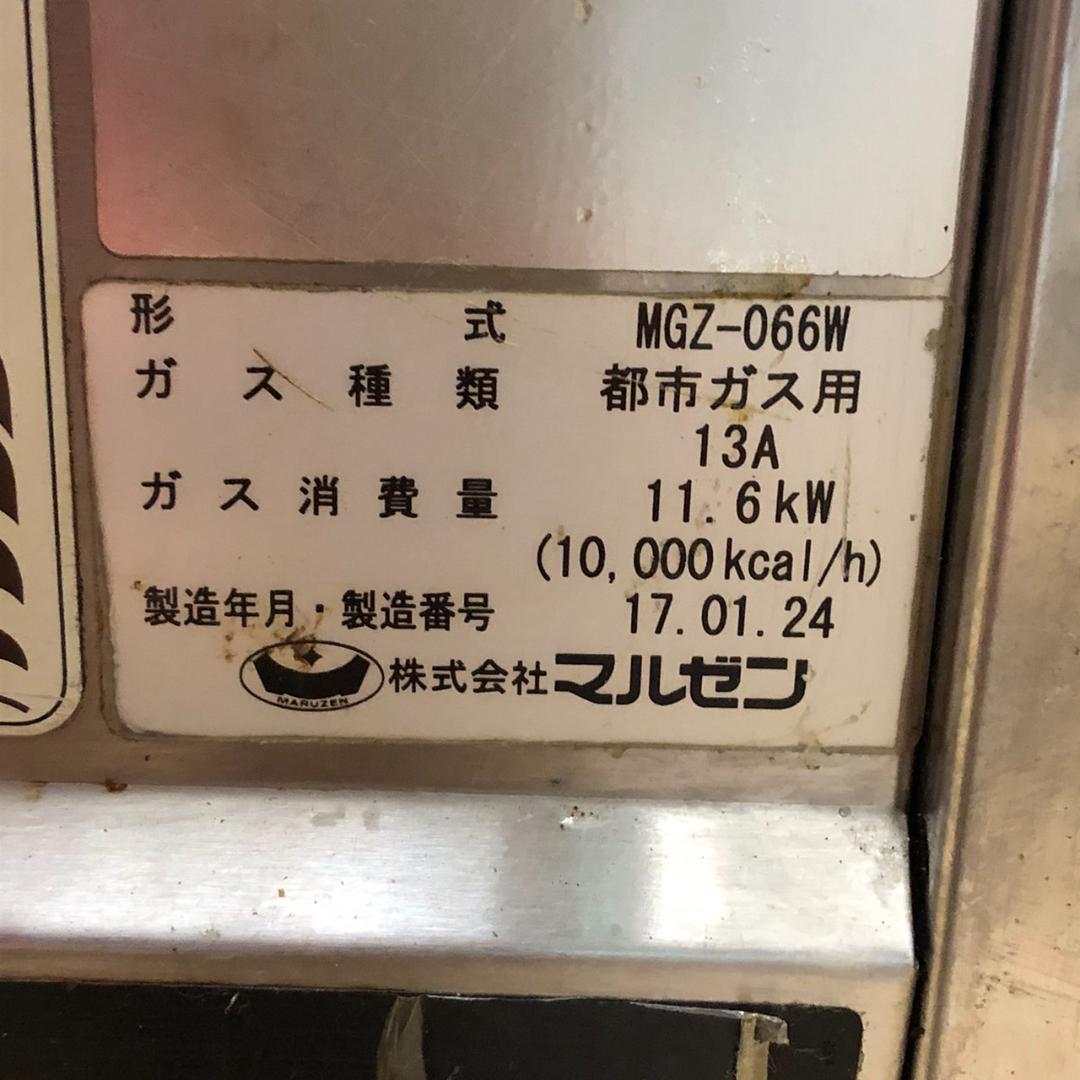 形式 MGZ-066W
ガス種類 都市ガス用
13A
ガス消費量 11.6kW
(10,000kcal/h)
製造年月・製造番号 17.01.24
MARUZEN 株式会社マルゼン